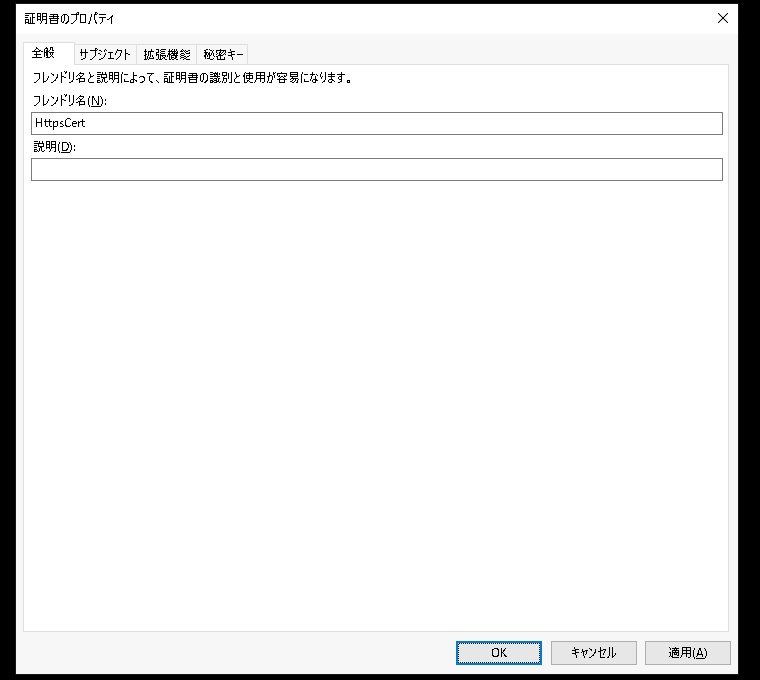 証明書のプロパティ
全般 サブジェクト 拡張機能 秘密キー
フレンドリ名と説明によって、証明書の識別と使用が容易になります。
フレンドリ名(N):
HttpsCert
説明(D):
OK キャンセル 適用(A)